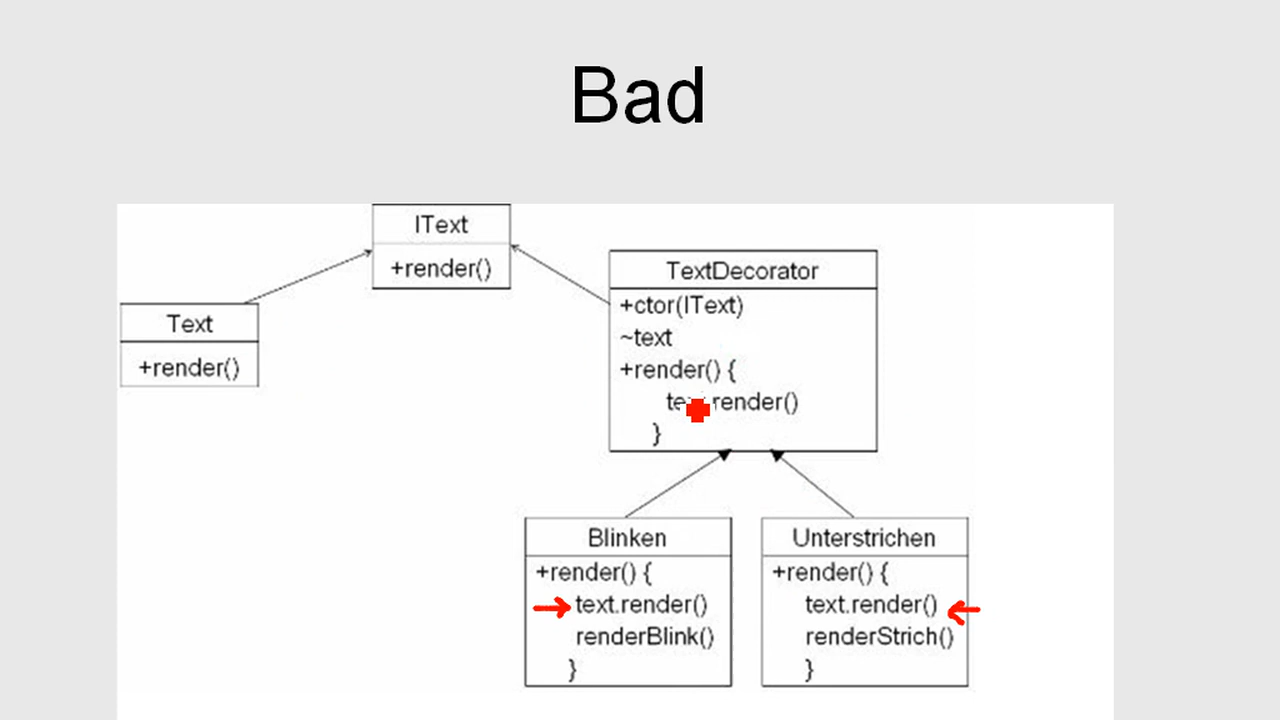 Bad
IText
+render()
Text
+render()
TextDecorator
+ctor(IText)
~text
+render() {
render()
}
Blinken
+render() {
text.render()
renderBlink()
}
Unterstrichen
+render() {
text.render()
renderStrich()
}